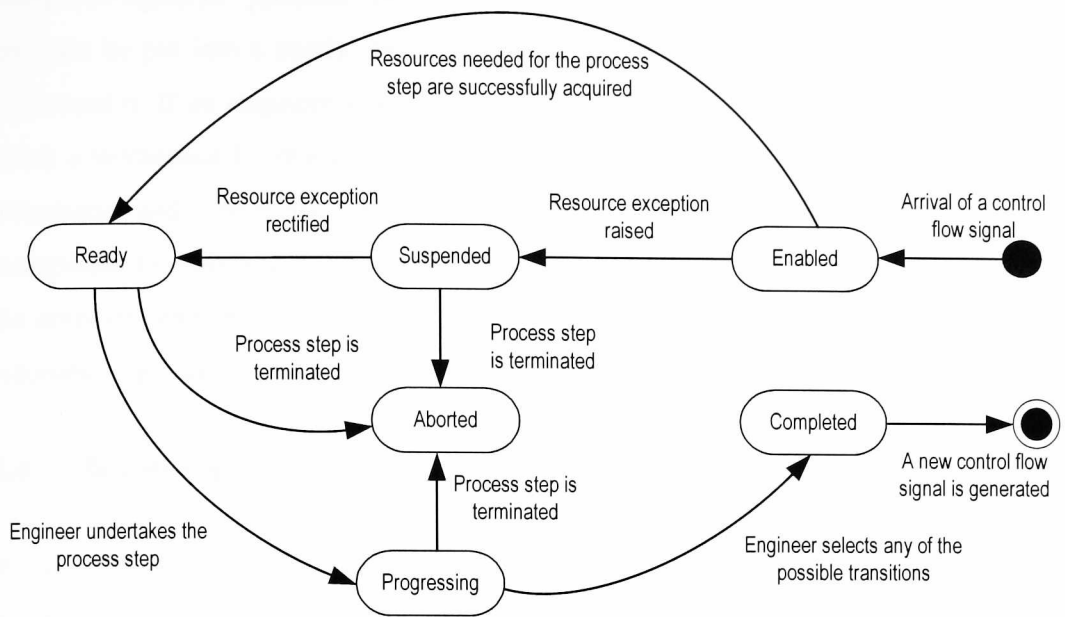 Resources needed for the process
step are successfully acquired
Resource exception
rectified
Resource exception
raised
Arrival of a control
flow signal
Ready
Suspended
Enabled
Process step is
terminated
Process step
is terminated
Aborted
Completed
Process step is
terminated
A new control flow
signal is generated
Engineer undertakes the
process step
Progressing
Engineer selects any of the
possible transitions